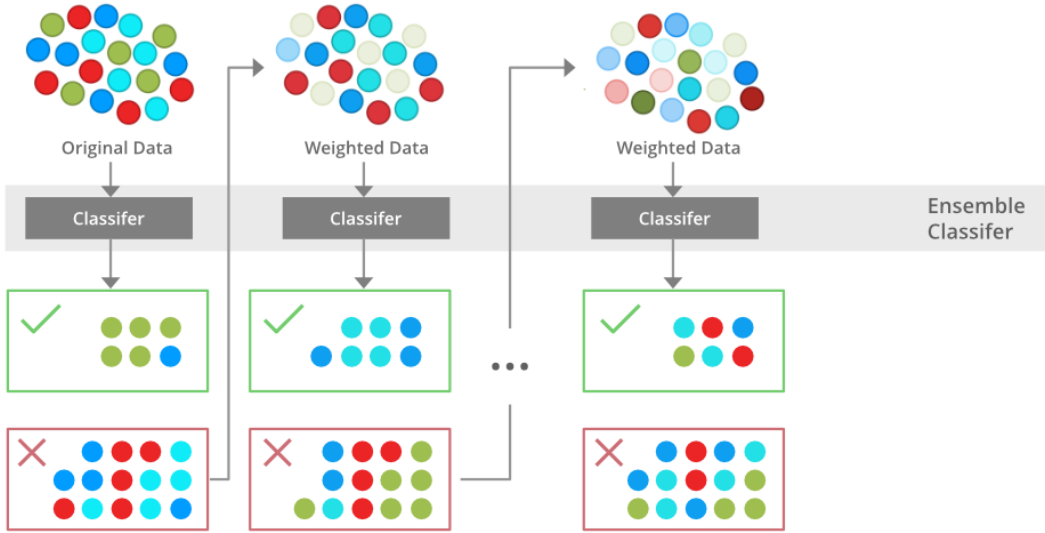 Original Data
Weighted Data
Weighted Data
Classifer
Classifer
Classifer
Ensemble
Classifer
...